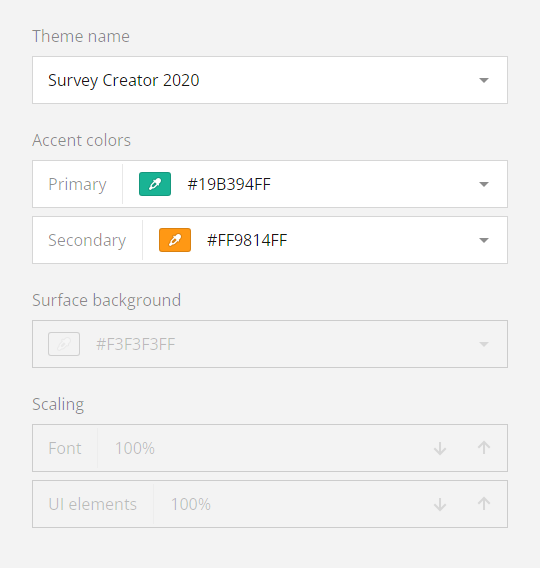 Theme name
Survey Creator 2020
Accent colors
Primary #19B394FF
Secondary #FF9814FF
Surface background
#F3F3F3FF
Scaling
Font 100%
UI elements 100%